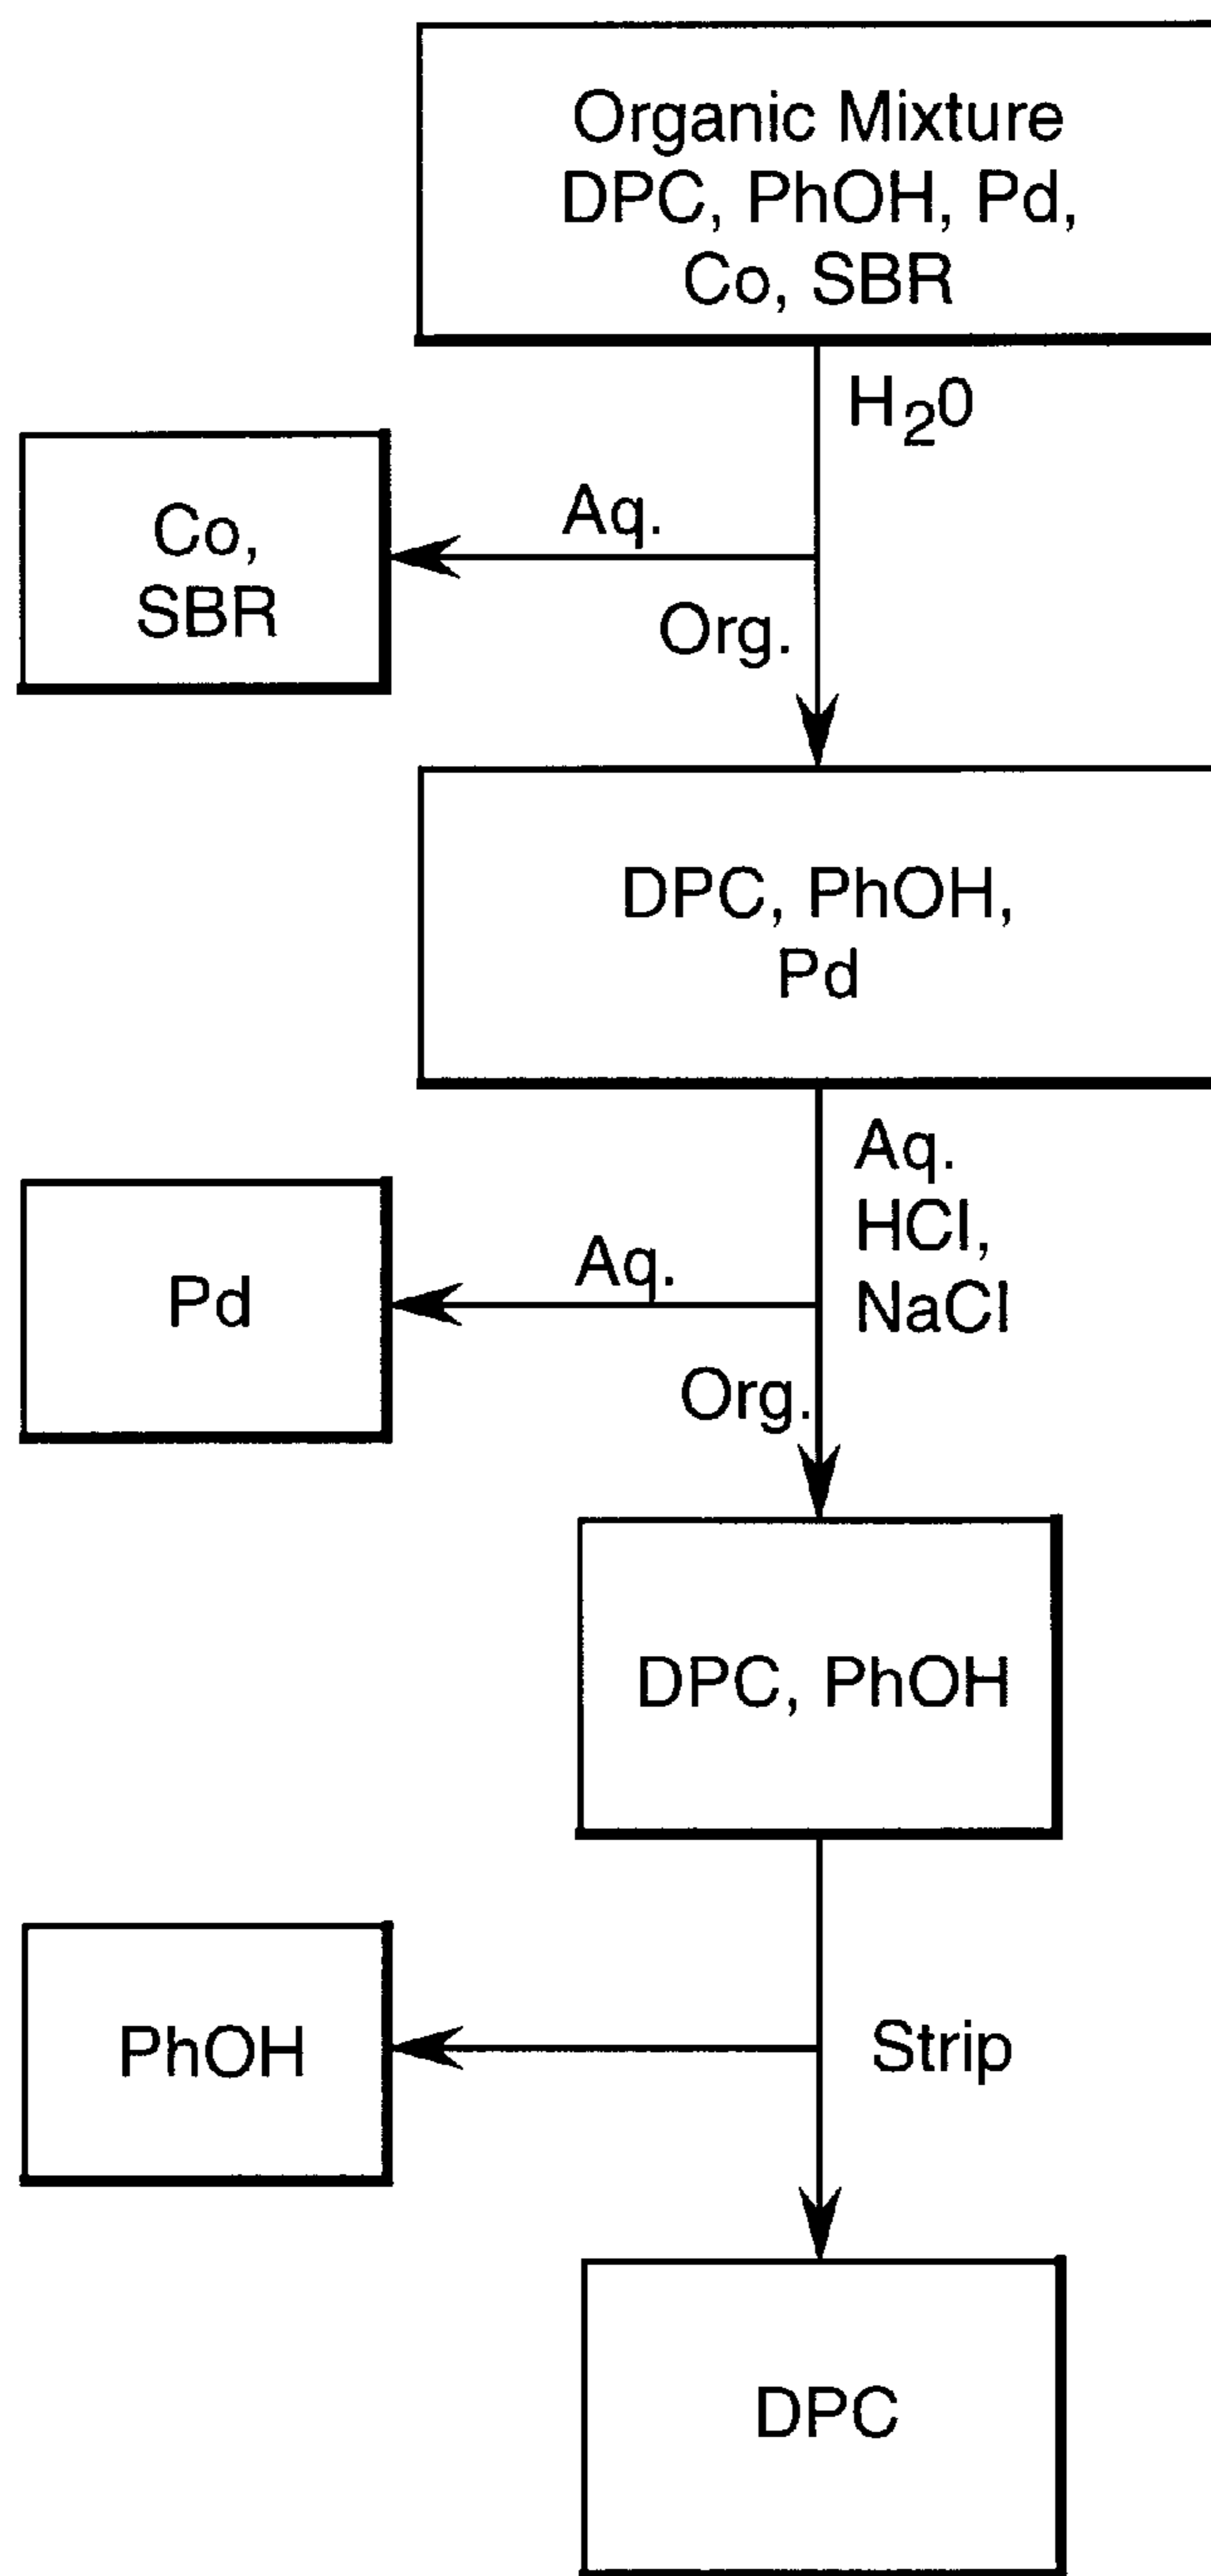 Organic Mixture
DPC, PhOH, Pd,
Co, SBR
H20
Aq.
Co,
SBR
Org.
DPC, PhOH,
Pd
Aq.
HCl,
NaCl
Aq.
Pd
Org.
DPC, PhOH
PhOH
Strip
DPC